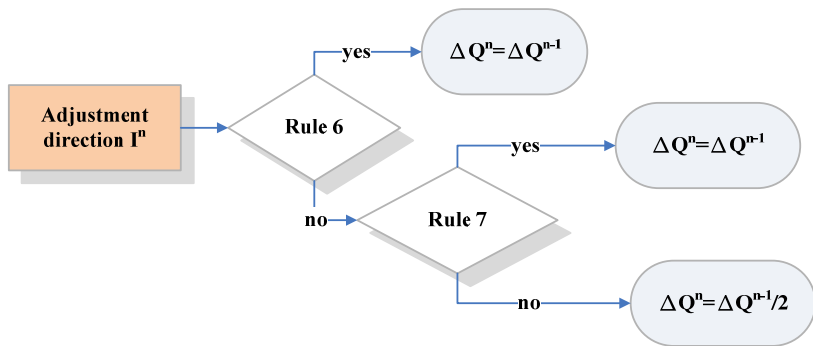 yes
ΔQⁿ=ΔQⁿ⁻¹
Adjustment
direction Iⁿ
Rule 6
yes
ΔQⁿ=ΔQⁿ⁻¹
no
Rule 7
no
ΔQⁿ=ΔQⁿ⁻¹/2